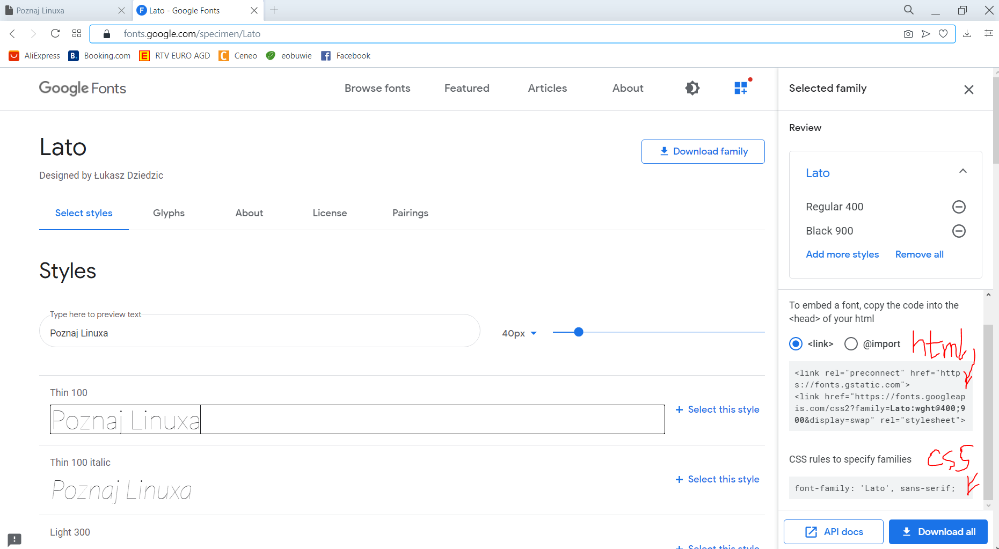 Poznaj Linuxa
Lato - Google Fonts
fonts.google.com/specimen/Lato
AliExpress
Booking.com
RTV EURO AGD
Ceneo
eobuwie
Facebook
Google Fonts
Browse fonts
Featured
Articles
About
Lato
Download family
Designed by Łukasz Dziedzic
Select styles
Glyphs
About
License
Pairings
Styles
Type here to preview text
Poznaj Linuxa
40px
Thin 100
Poznaj Linuxa
+ Select this style
Thin 100 italic
Poznaj Linuxa
+ Select this style
Light 300
+ Select this style
Selected family
Review
Lato
Regular 400
Black 900
Add more styles
Remove all
To embed a font, copy the code into the
<head> of your html
<link>
@import
html
<link rel="preconnect" href="http
s://fonts.gstatic.com">
<link href="https://fonts.googleap
is.com/css2?family=Lato:wght@400;9
00&display=swap" rel="stylesheet">
CSS rules to specify families
CSS
font-family: 'Lato', sans-serif;
API docs
Download all